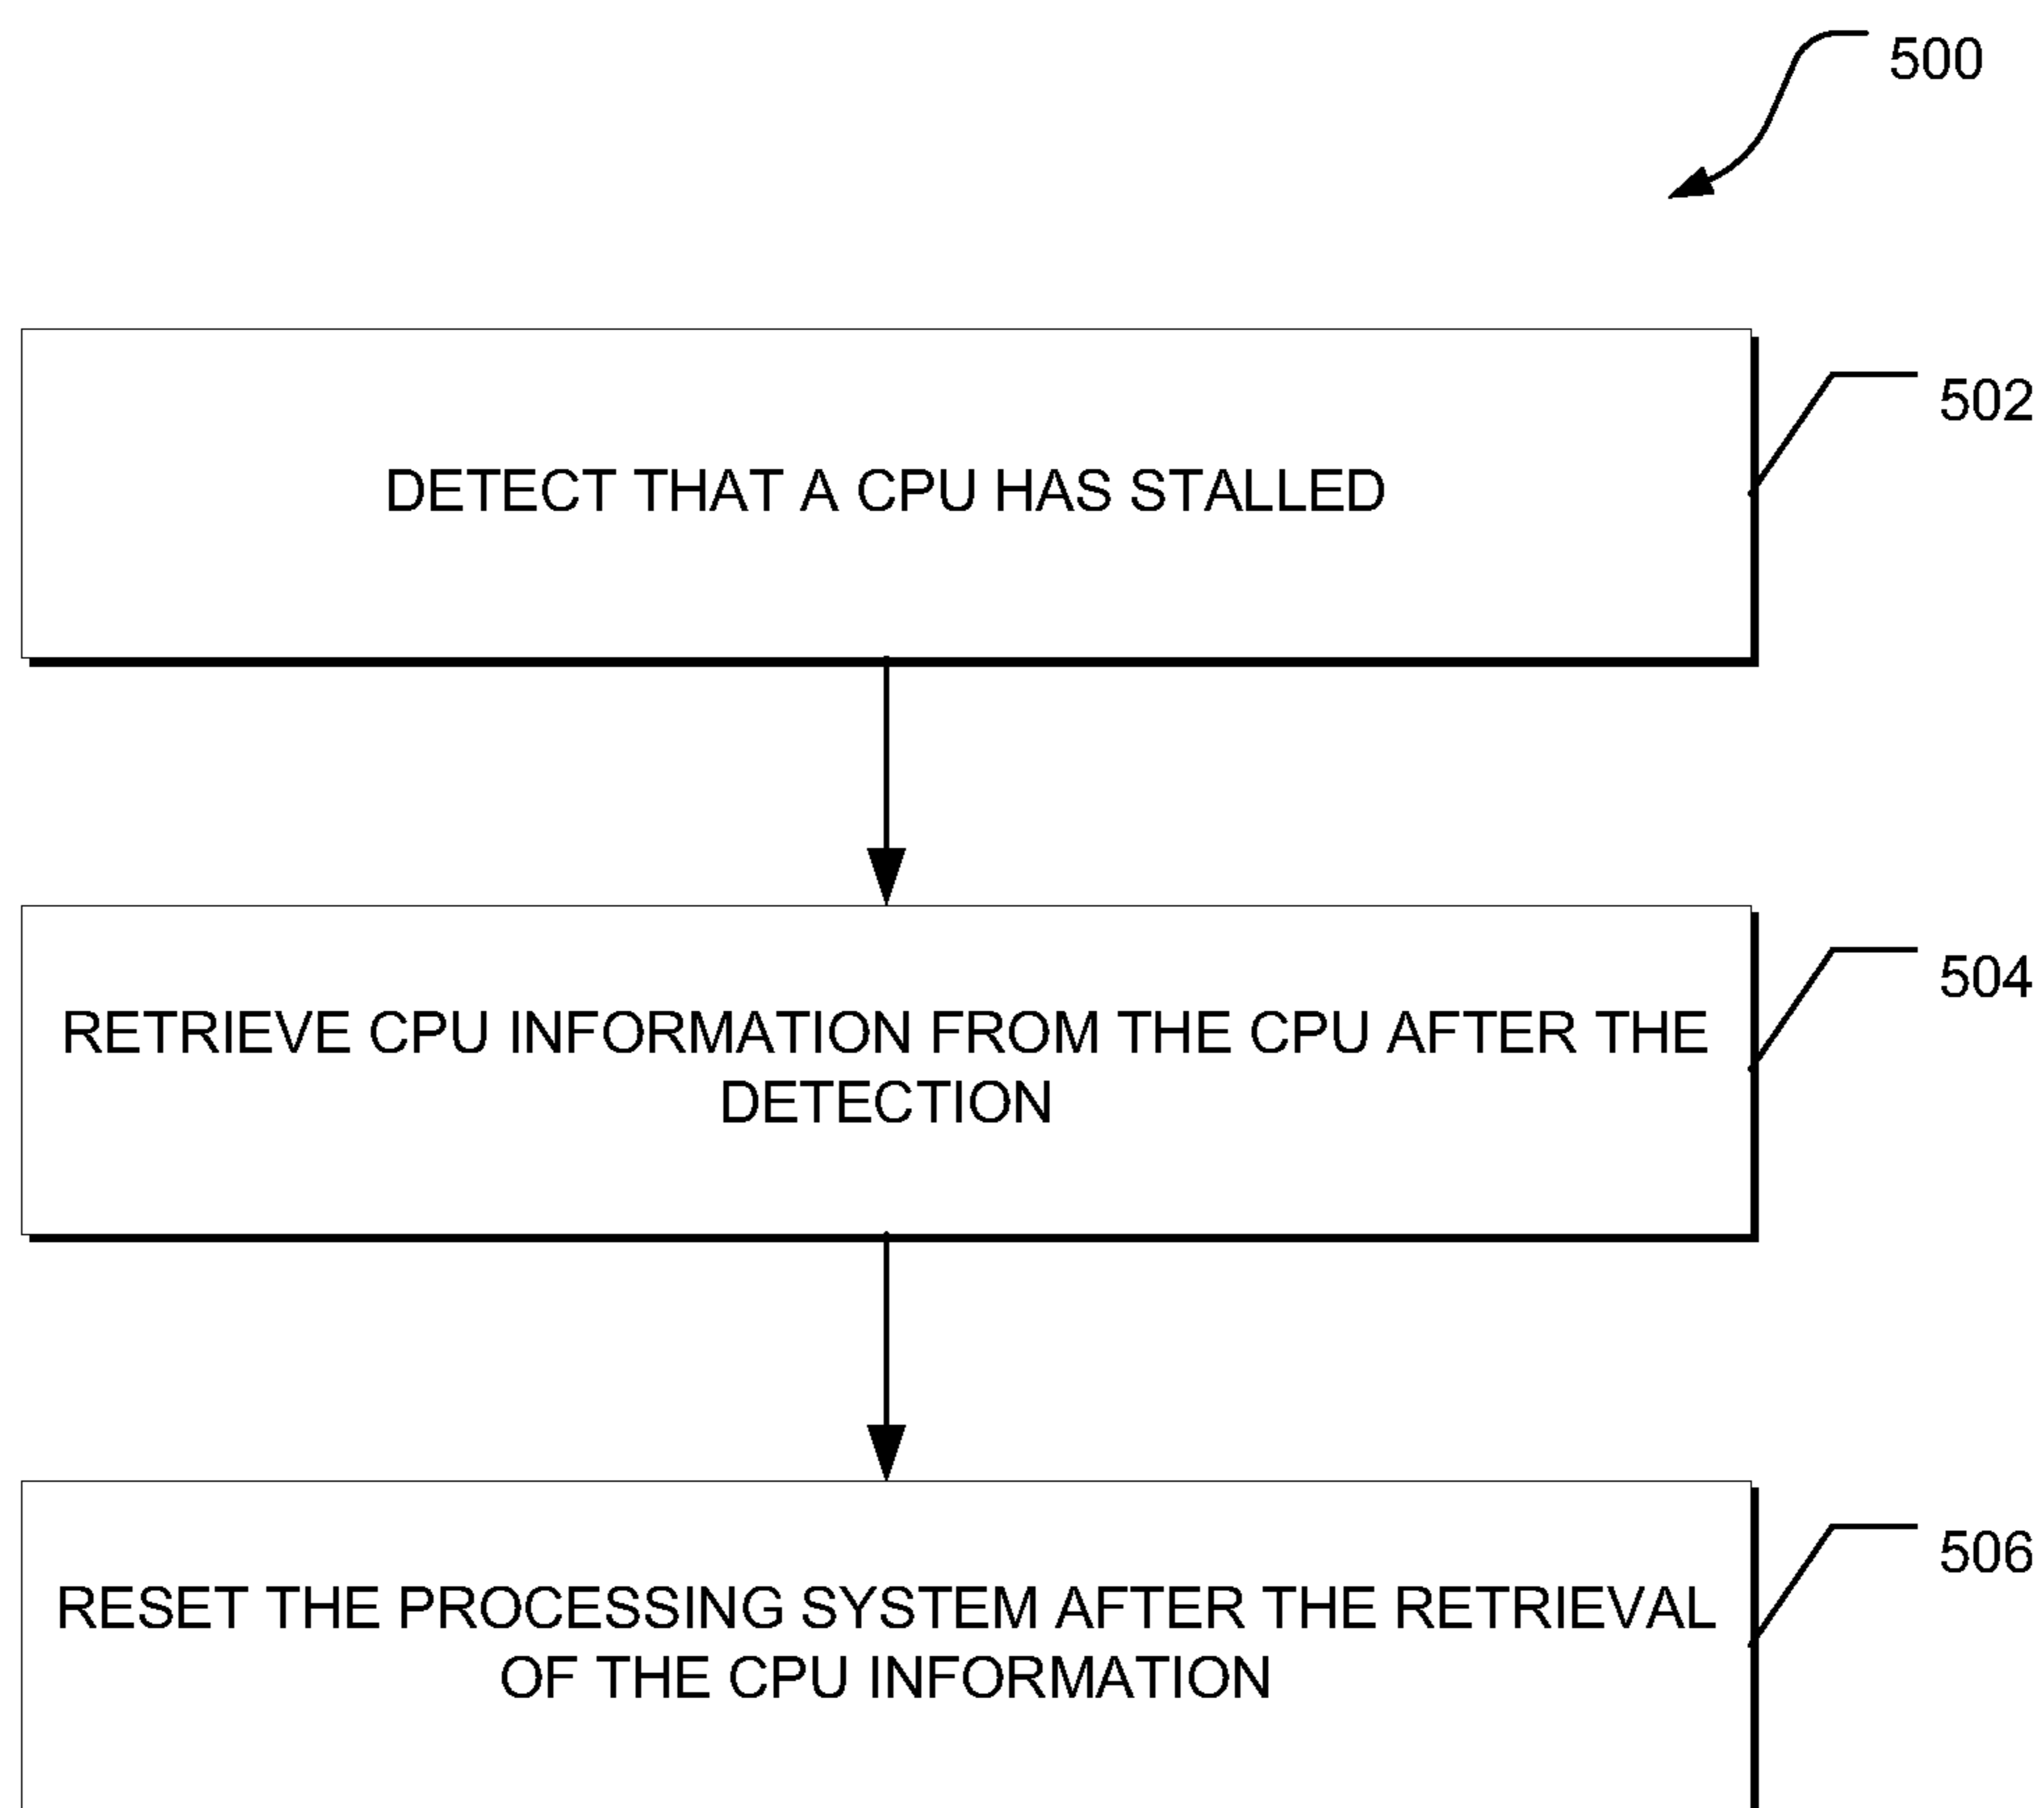 500
502
DETECT THAT A CPU HAS STALLED
504
RETRIEVE CPU INFORMATION FROM THE CPU AFTER THE
DETECTION
506
RESET THE PROCESSING SYSTEM AFTER THE RETRIEVAL
OF THE CPU INFORMATION